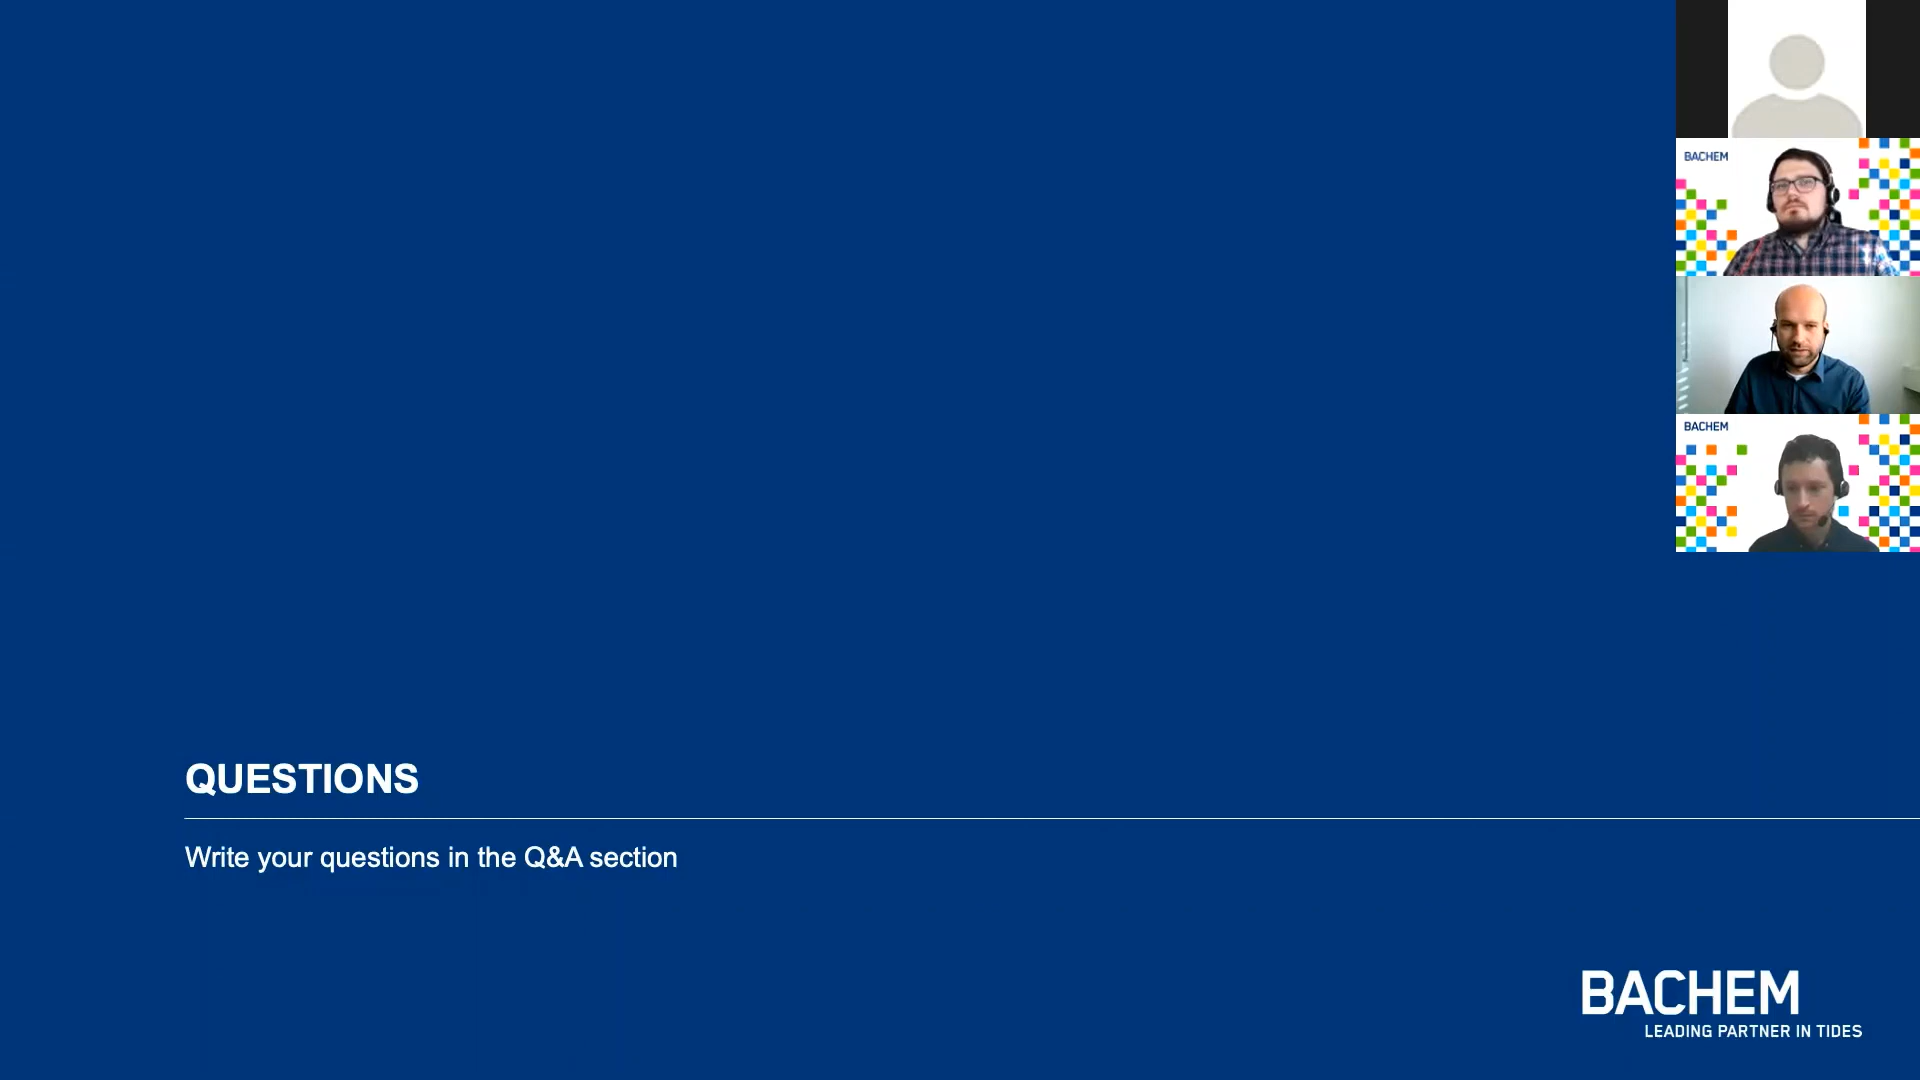 BACHEM
BACHEM
QUESTIONS
Write your questions in the Q&A section
BACHEM
LEADING PARTNER IN TIDES